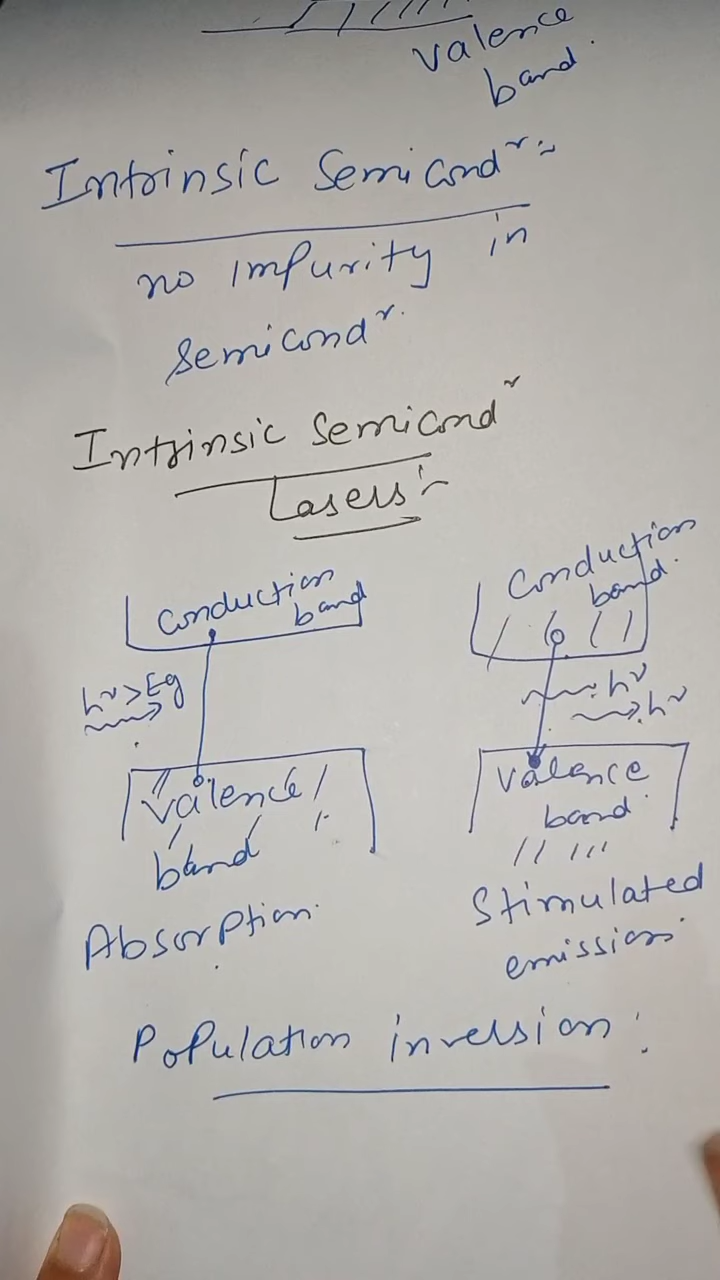 valence
band.
Intrinsic Semicondr :-
no impurity in
semicondr.
Intrinsic semicondr
Lasers :-
Conduction
band
hν>Eg
valence
band
Absorption.
Conduction
band.
hν
hν
valence
band.
Stimulated
emission.
Population inversion :